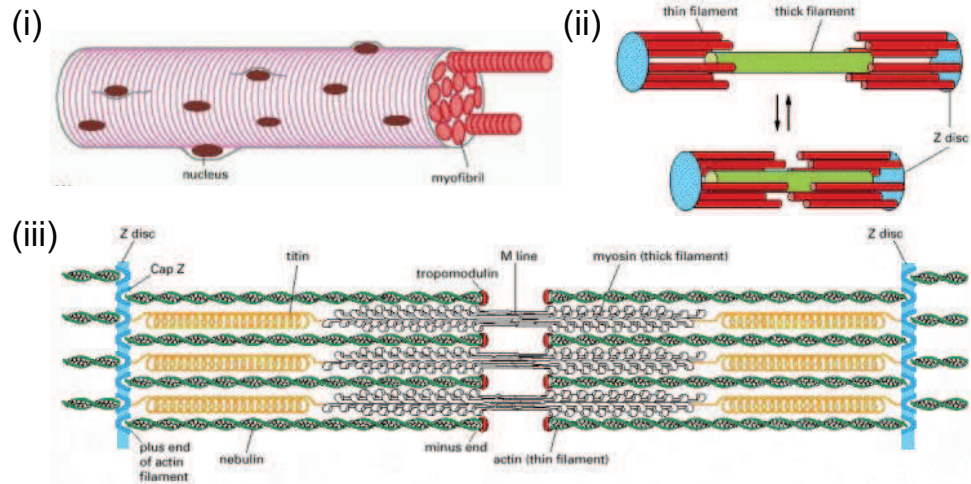 (i)
nucleus
myofibril
(ii)
thin filament
thick filament
Z disc
(iii)
Z disc
Cap Z
titin
tropomodulin
M line
myosin (thick filament)
Z disc
plus end
of actin
filament
nebulin
minus end
actin (thin filament)